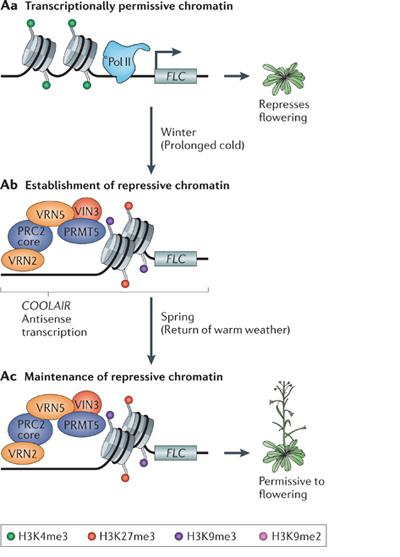 Aa Transcriptionally permissive chromatin
Pol II
FLC
Represses
flowering
Winter
(Prolonged cold)
Ab Establishment of repressive chromatin
VRN5
VIN3
PRC2
core
PRMT5
VRN2
FLC
COOLAIR
Antisense
transcription
Spring
(Return of warm weather)
Ac Maintenance of repressive chromatin
VRN5
VIN3
PRC2
core
PRMT5
VRN2
FLC
Permissive to
flowering
H3K4me3 H3K27me3 H3K9me3 H3K9me2